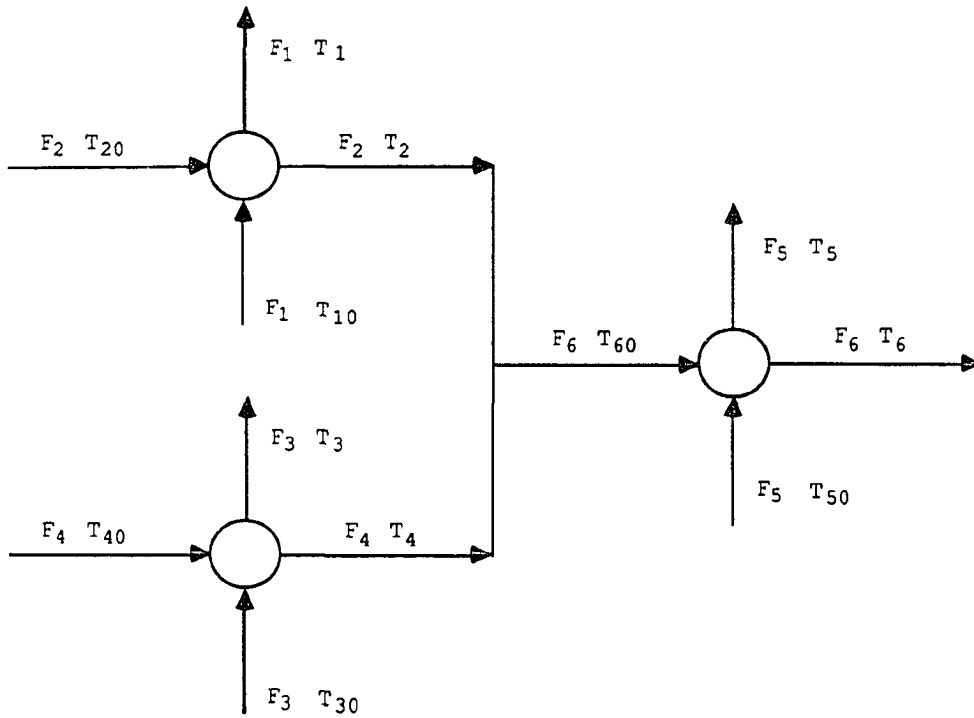 F₁ T₁
F₂ T₂₀
F₂ T₂
F₅ T₅
F₁ T₁₀
F₆ T₆₀
F₆ T₆
F₃ T₃
F₅ T₅₀
F₄ T₄₀
F₄ T₄
F₃ T₃₀